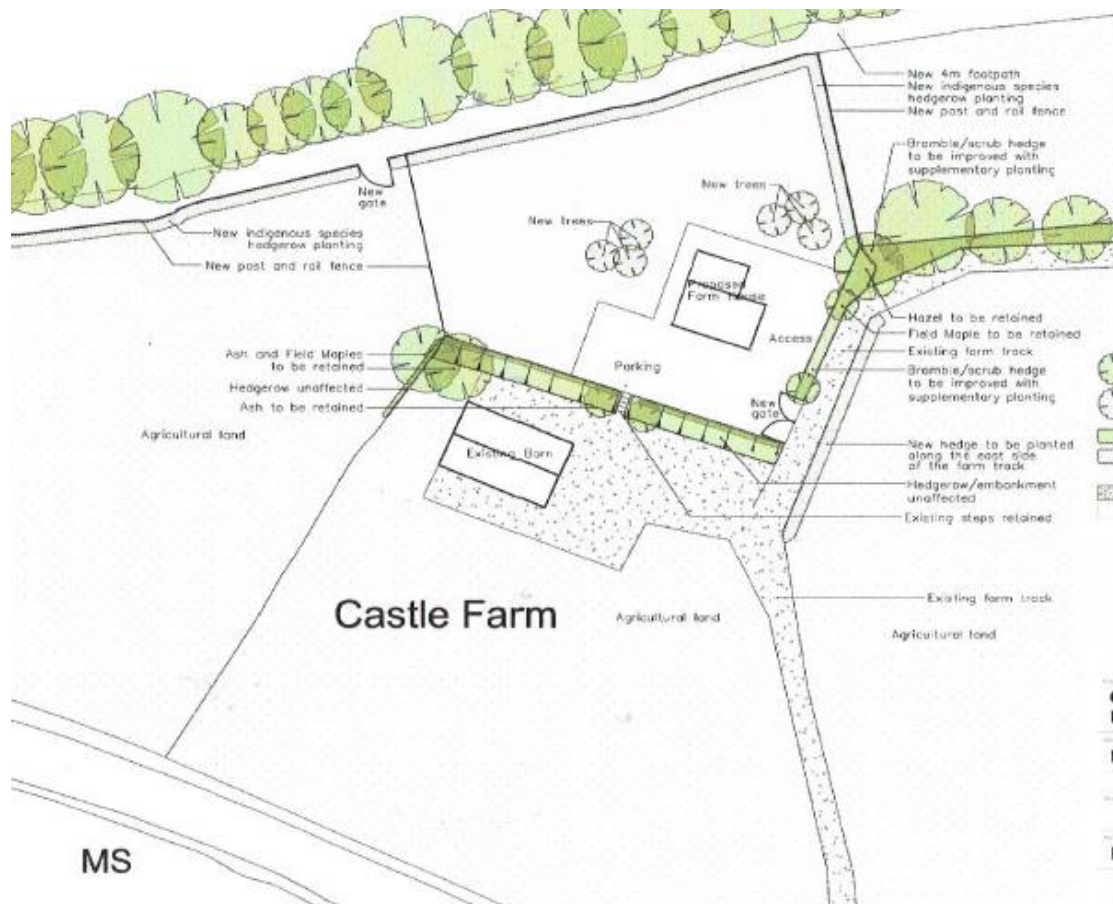 New 4m footpath
New indigenous species
hedgerow planting
New post and rail fence
Bramble/scrub hedge
to be improved with
supplementary planting
New
gate
New trees
New trees
New indigenous species
hedgerow planting
New post and rail fence
Proposed
Farm House
Hazel to be retained
Field Maple to be retained
Access
Existing farm track
Ash and Field Maples
to be retained
Parking
Bramble/scrub hedge
to be improved with
supplementary planting
Hedgerow unaffected
Ash to be retained
New
gate
Agricultural land
Existing Barn
New hedge to be planted
along the east side
of the farm track
Hedgerow/embankment
unaffected
Existing steps retained
Castle Farm
Agricultural land
Existing farm track
Agricultural land
MS